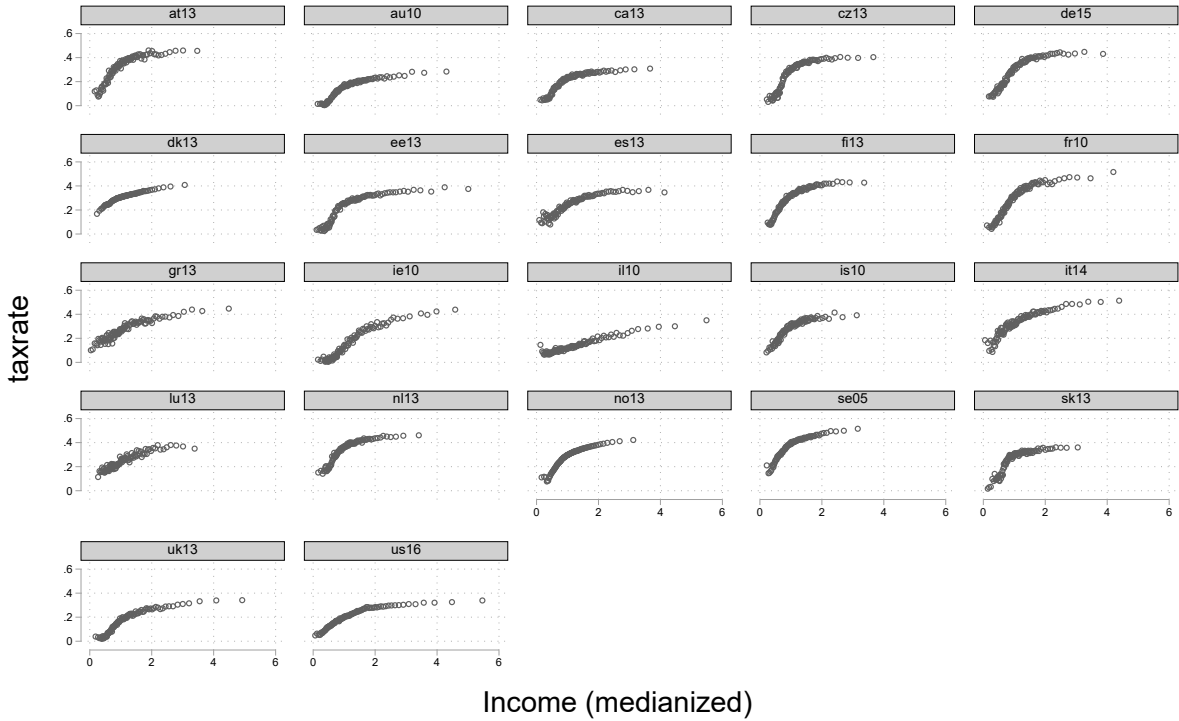 at13 au10 ca13 cz13 de15
.6
.4
.2
0
dk13 ee13 es13 fi13 fr10
.6
.4
.2
0
gr13 ie10 il10 is10 it14
.6
.4
.2
0
lu13 nl13 no13 se05 sk13
.6
.4
.2
0
0 2 4 6 0 2 4 6 0 2 4 6
uk13 us16
.6
.4
.2
0
0 2 4 6 0 2 4 6
taxrate
Income (medianized)